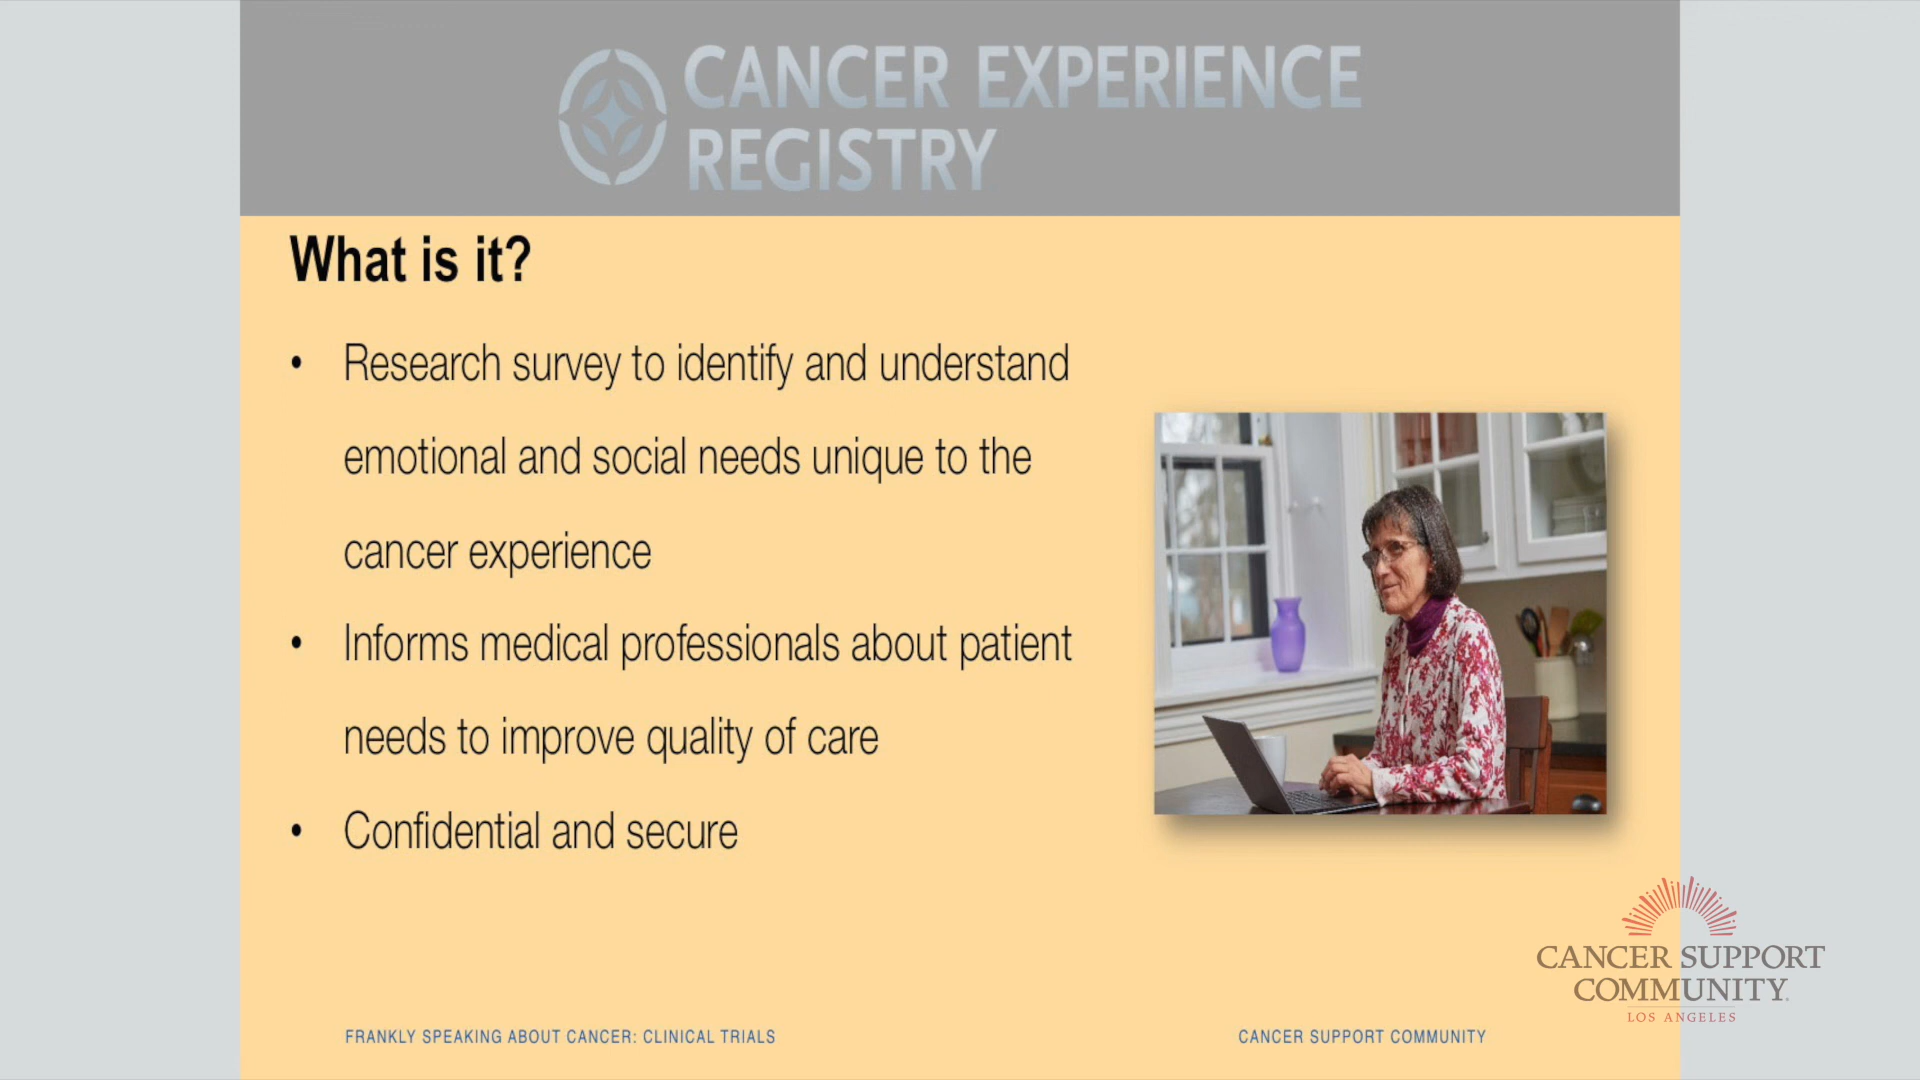 CANCER EXPERIENCE
REGISTRY
What is it?
• Research survey to identify and understand
emotional and social needs unique to the
cancer experience
• Informs medical professionals about patient
needs to improve quality of care
• Confidential and secure
CANCER SUPPORT
COMMUNITY
LOS ANGELES
FRANKLY SPEAKING ABOUT CANCER: CLINICAL TRIALS
CANCER SUPPORT COMMUNITY